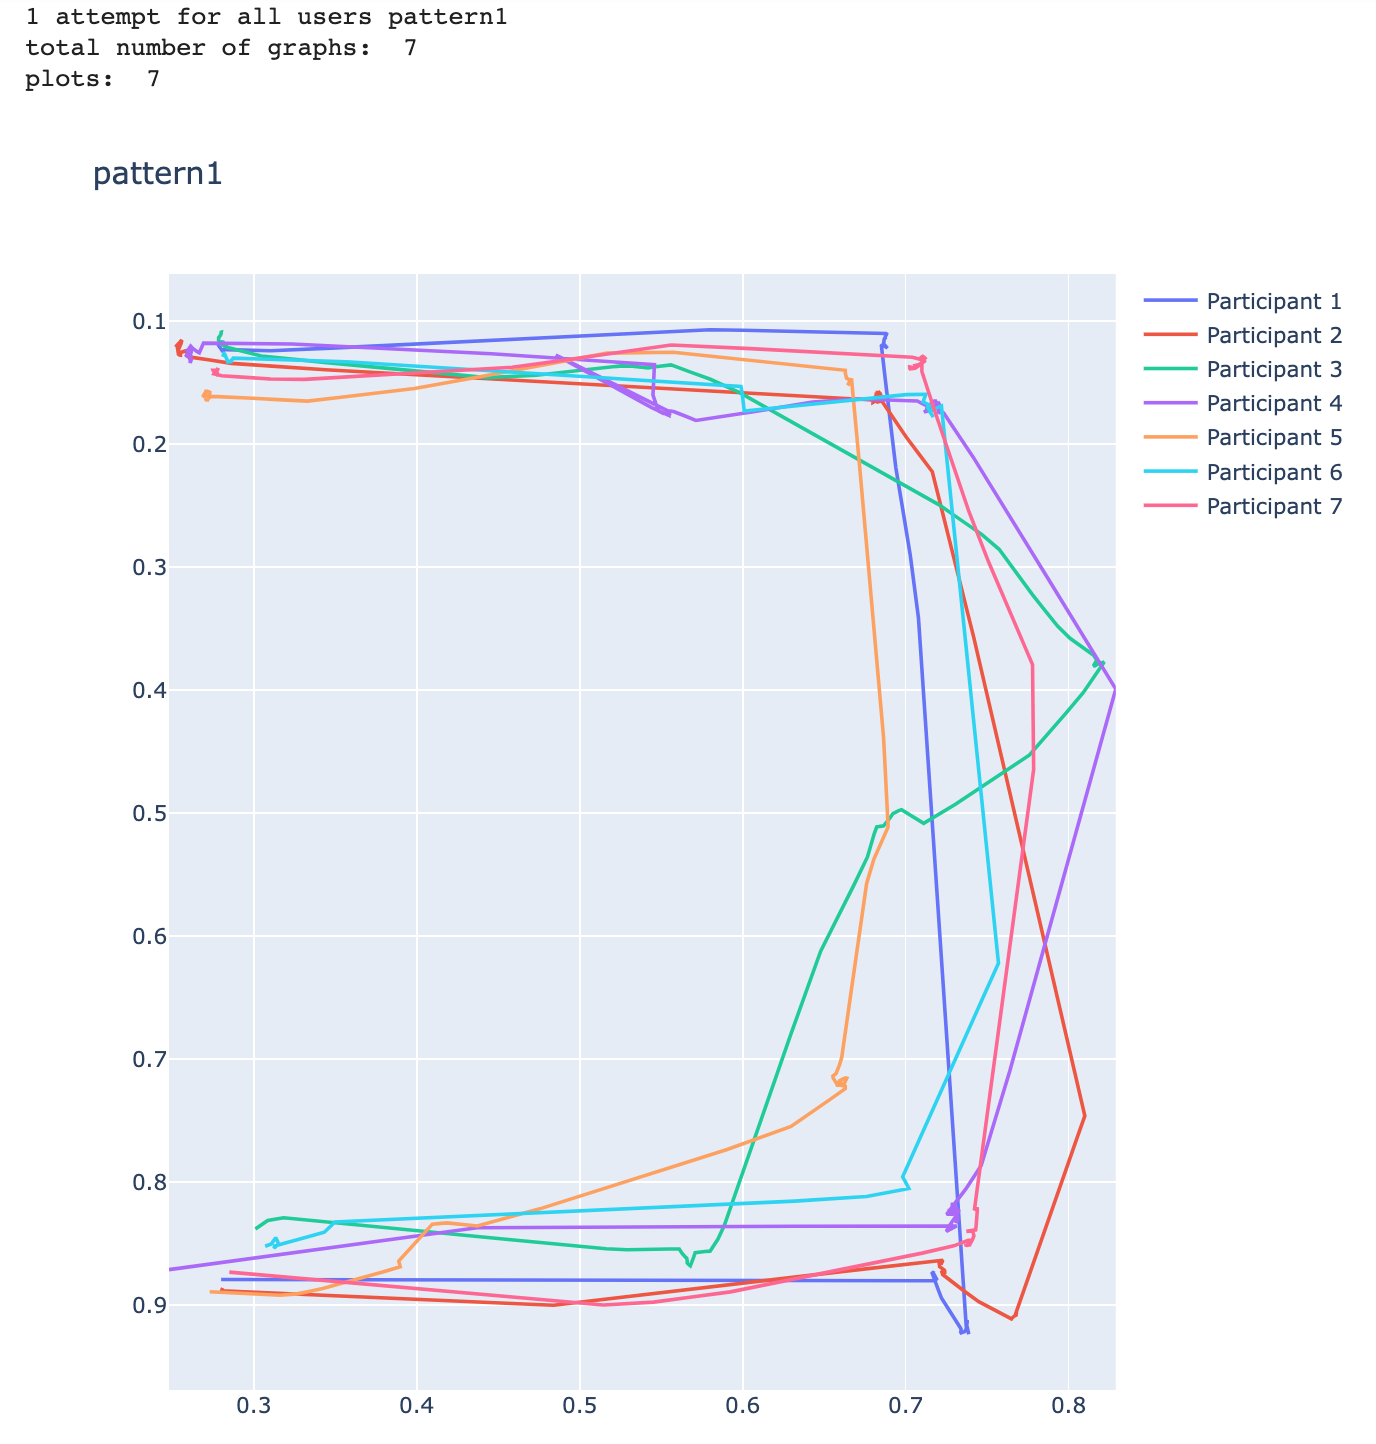 1 attempt for all users pattern1
total number of graphs:  7
plots:  7
pattern1
Participant 1
Participant 2
Participant 3
Participant 4
Participant 5
Participant 6
Participant 7
0.1
0.2
0.3
0.4
0.5
0.6
0.7
0.8
0.9
0.3 0.4 0.5 0.6 0.7 0.8